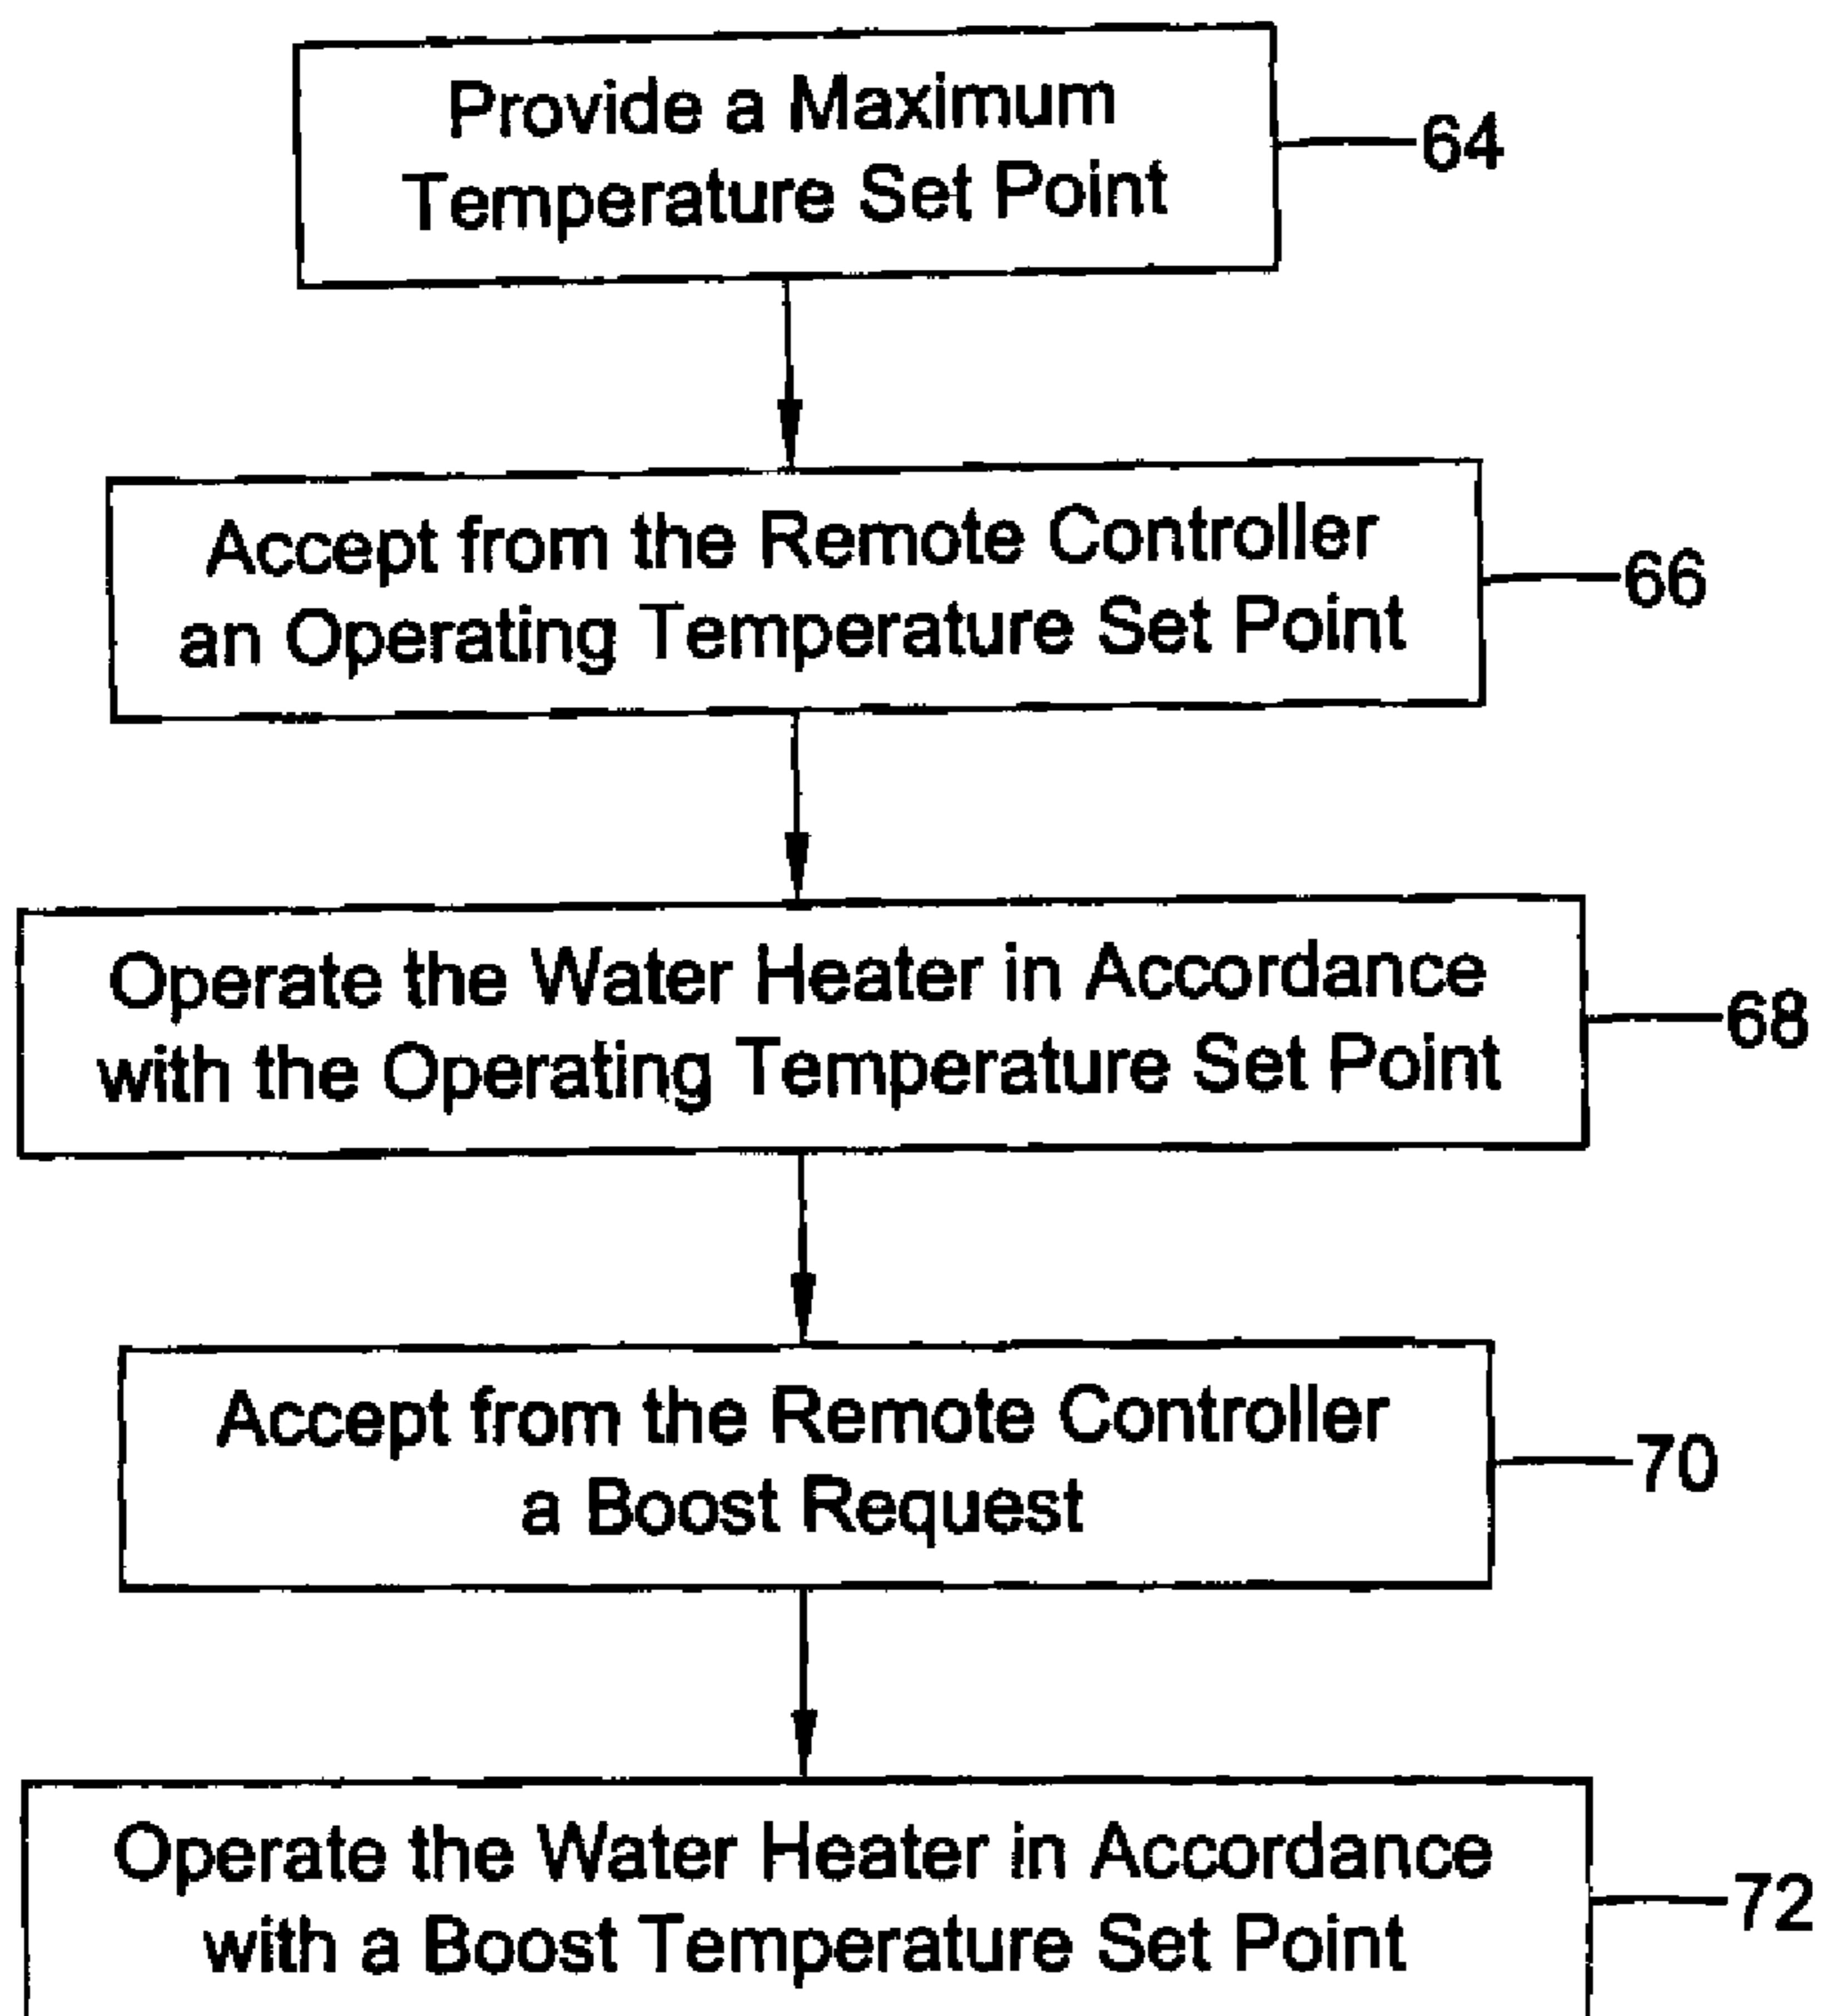 Provide a Maximum
Temperature Set Point
64
Accept from the Remote Controller
an Operating Temperature Set Point
66
Operate the Water Heater in Accordance
with the Operating Temperature Set Point
68
Accept from the Remote Controller
a Boost Request
70
Operate the Water Heater in Accordance
with a Boost Temperature Set Point
72